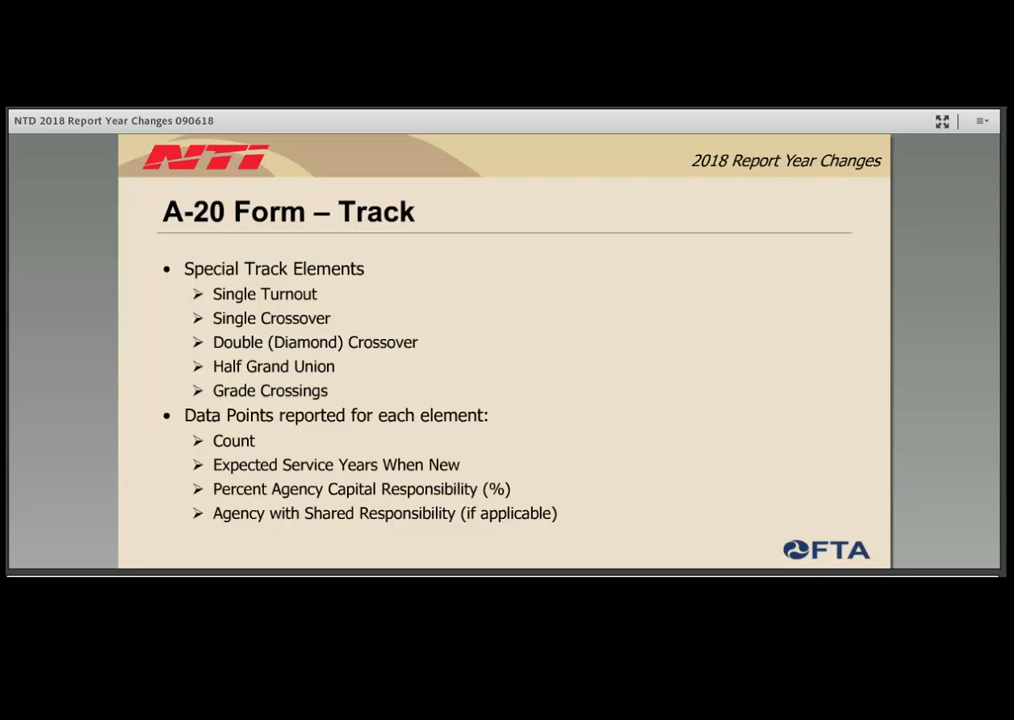 NTD 2018 Report Year Changes 090618
NTI
2018 Report Year Changes
A-20 Form – Track
• Special Track Elements
➢ Single Turnout
➢ Single Crossover
➢ Double (Diamond) Crossover
➢ Half Grand Union
➢ Grade Crossings
• Data Points reported for each element:
➢ Count
➢ Expected Service Years When New
➢ Percent Agency Capital Responsibility (%)
➢ Agency with Shared Responsibility (if applicable)
FTA